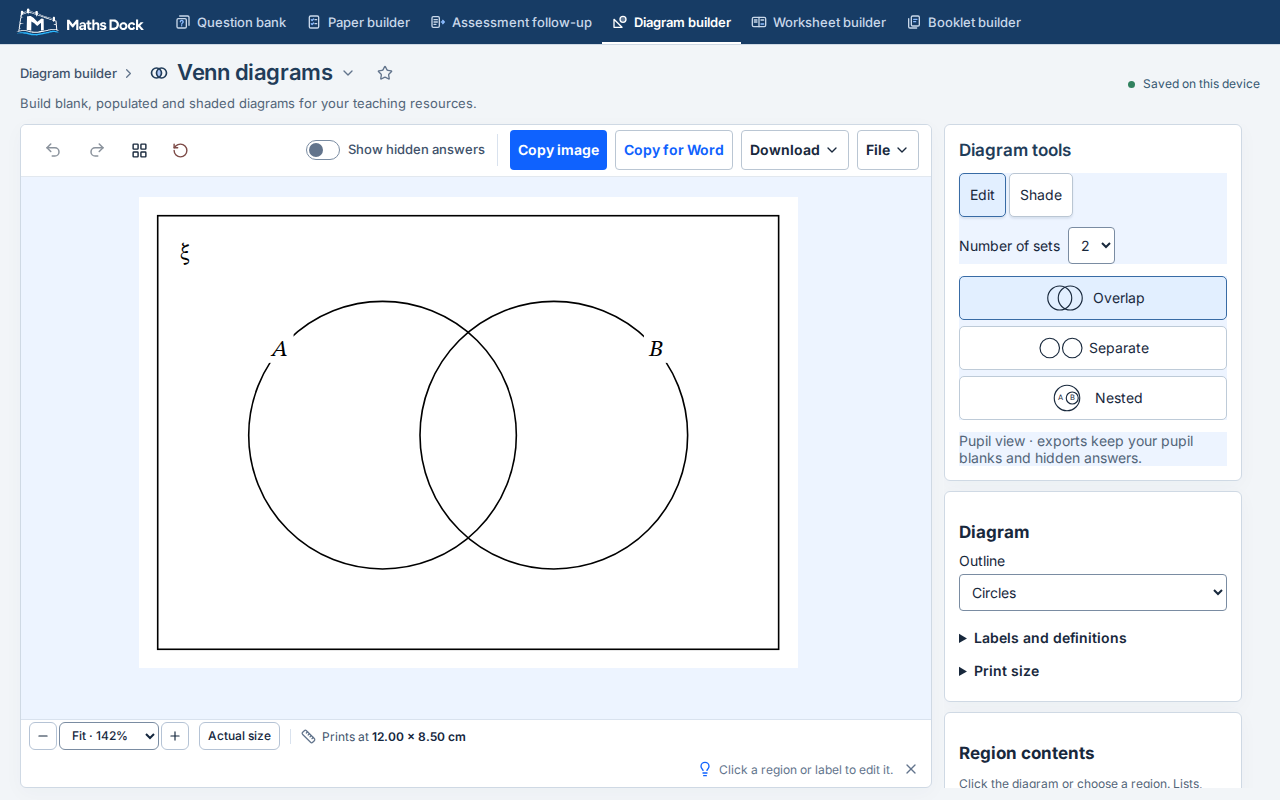 Maths Dock
Question bank
Paper builder
Assessment follow-up
Diagram builder
Worksheet builder
Booklet builder
Diagram builder
Venn diagrams
Build blank, populated and shaded diagrams for your teaching resources.
Saved on this device
Show hidden answers
Copy image
Copy for Word
Download
File
ξ
A
B
Fit · 142%
Actual size
Prints at 12.00 × 8.50 cm
Click a region or label to edit it.
Diagram tools
Edit
Shade
Number of sets
2
Overlap
Separate
A B
Nested
Pupil view · exports keep your pupil
blanks and hidden answers.
Diagram
Outline
Circles
Labels and definitions
Print size
Region contents
Click the diagram or choose a region. Lists,